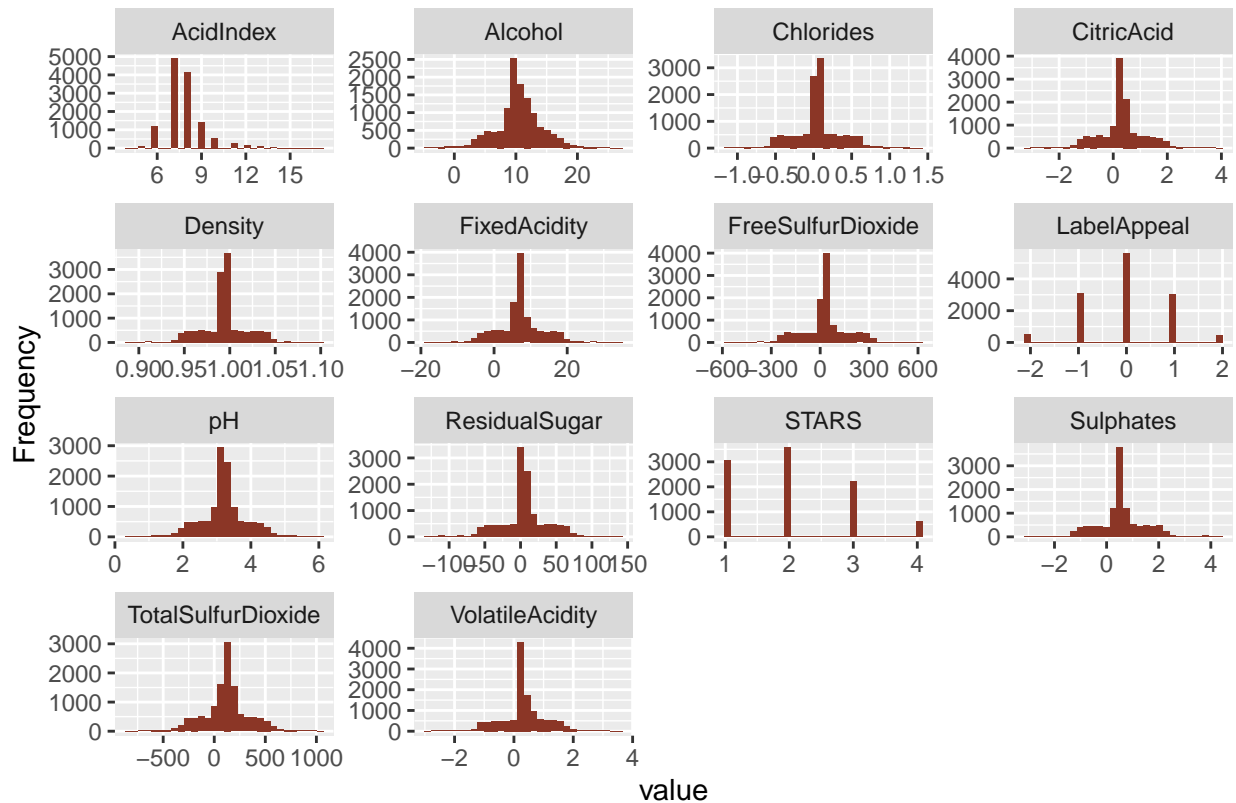 AcidIndex Alcohol Chlorides CitricAcid
5000 4000 3000 2000 1000 0
2500 2000 1500 1000 500 0
3000 2000 1000 0
4000 3000 2000 1000 0
6 9 12 15
0 10 20
−1.0 −0.5 0.0 0.5 1.0 1.5
−2 0 2 4
Density FixedAcidity FreeSulfurDioxide LabelAppeal
3000 2000 1000 0
4000 3000 2000 1000 0
4000 3000 2000 1000 0
4000 2000 0
0.90 0.95 1.00 1.05 1.10
−20 0 20
−600 −300 0 300 600
−2 −1 0 1 2
pH ResidualSugar STARS Sulphates
3000 2000 1000 0
3000 2000 1000 0
3000 2000 1000 0
3000 2000 1000 0
0 2 4 6
−100 −50 0 50 100 150
1 2 3 4
−2 0 2 4
TotalSulfurDioxide VolatileAcidity
3000 2000 1000 0
4000 3000 2000 1000 0
−500 0 500 1000
−2 0 2 4
Frequency
value